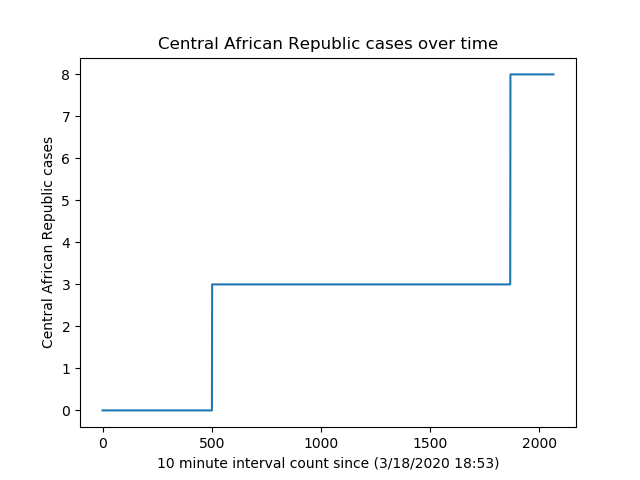 Central African Republic cases over time
Central African Republic cases
8
7
6
5
4
3
2
1
0
0 500 1000 1500 2000
10 minute interval count since (3/18/2020 18:53)